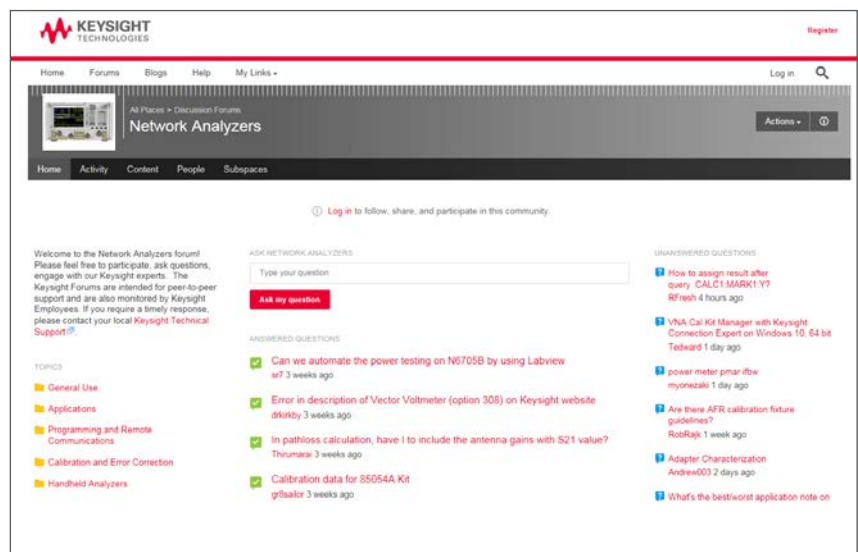 KEYSIGHT
TECHNOLOGIES
Register
Home Forums Blogs Help My Links
Log in
All Places > Discussion Forums
Network Analyzers
Actions
Home Activity Content People Subspaces
Log in to follow, share, and participate in this community.
Welcome to the Network Analyzers forum!
Please feel free to participate, ask questions,
engage with our Keysight experts. The
Keysight Forums are intended for peer-to-peer
support and are also monitored by Keysight
Employees. If you require a timely response,
please contact your local Keysight Technical
Support.
TOPICS
General Use
Applications
Programming and Remote
Communications
Calibration and Error Correction
Handheld Analyzers
ASK NETWORK ANALYZERS
Type your question
Ask my question
ANSWERED QUESTIONS
Can we automate the power testing on N6705B by using Labview
sr7 3 weeks ago
Error in description of Vector Voltmeter (option 308) on Keysight website
drkirkby 3 weeks ago
In pathloss calculation, have I to include the antenna gains with S21 value?
Thirumarai 3 weeks ago
Calibration data for 85054A Kit
gr8sailor 3 weeks ago
UNANSWERED QUESTIONS
How to assign result after
query :CALC1:MARK1:Y?
RFresh 4 hours ago
VNA Cal Kit Manager with Keysight
Connection Expert on Windows 10, 64 bit
Tedward 1 day ago
power meter pmar ifbw
myonezaki 1 day ago
Are there AFR calibration fixture
guidelines?
RobRajk 1 week ago
Adapter Characterization
Andrew003 2 days ago
What's the best/worst application note on